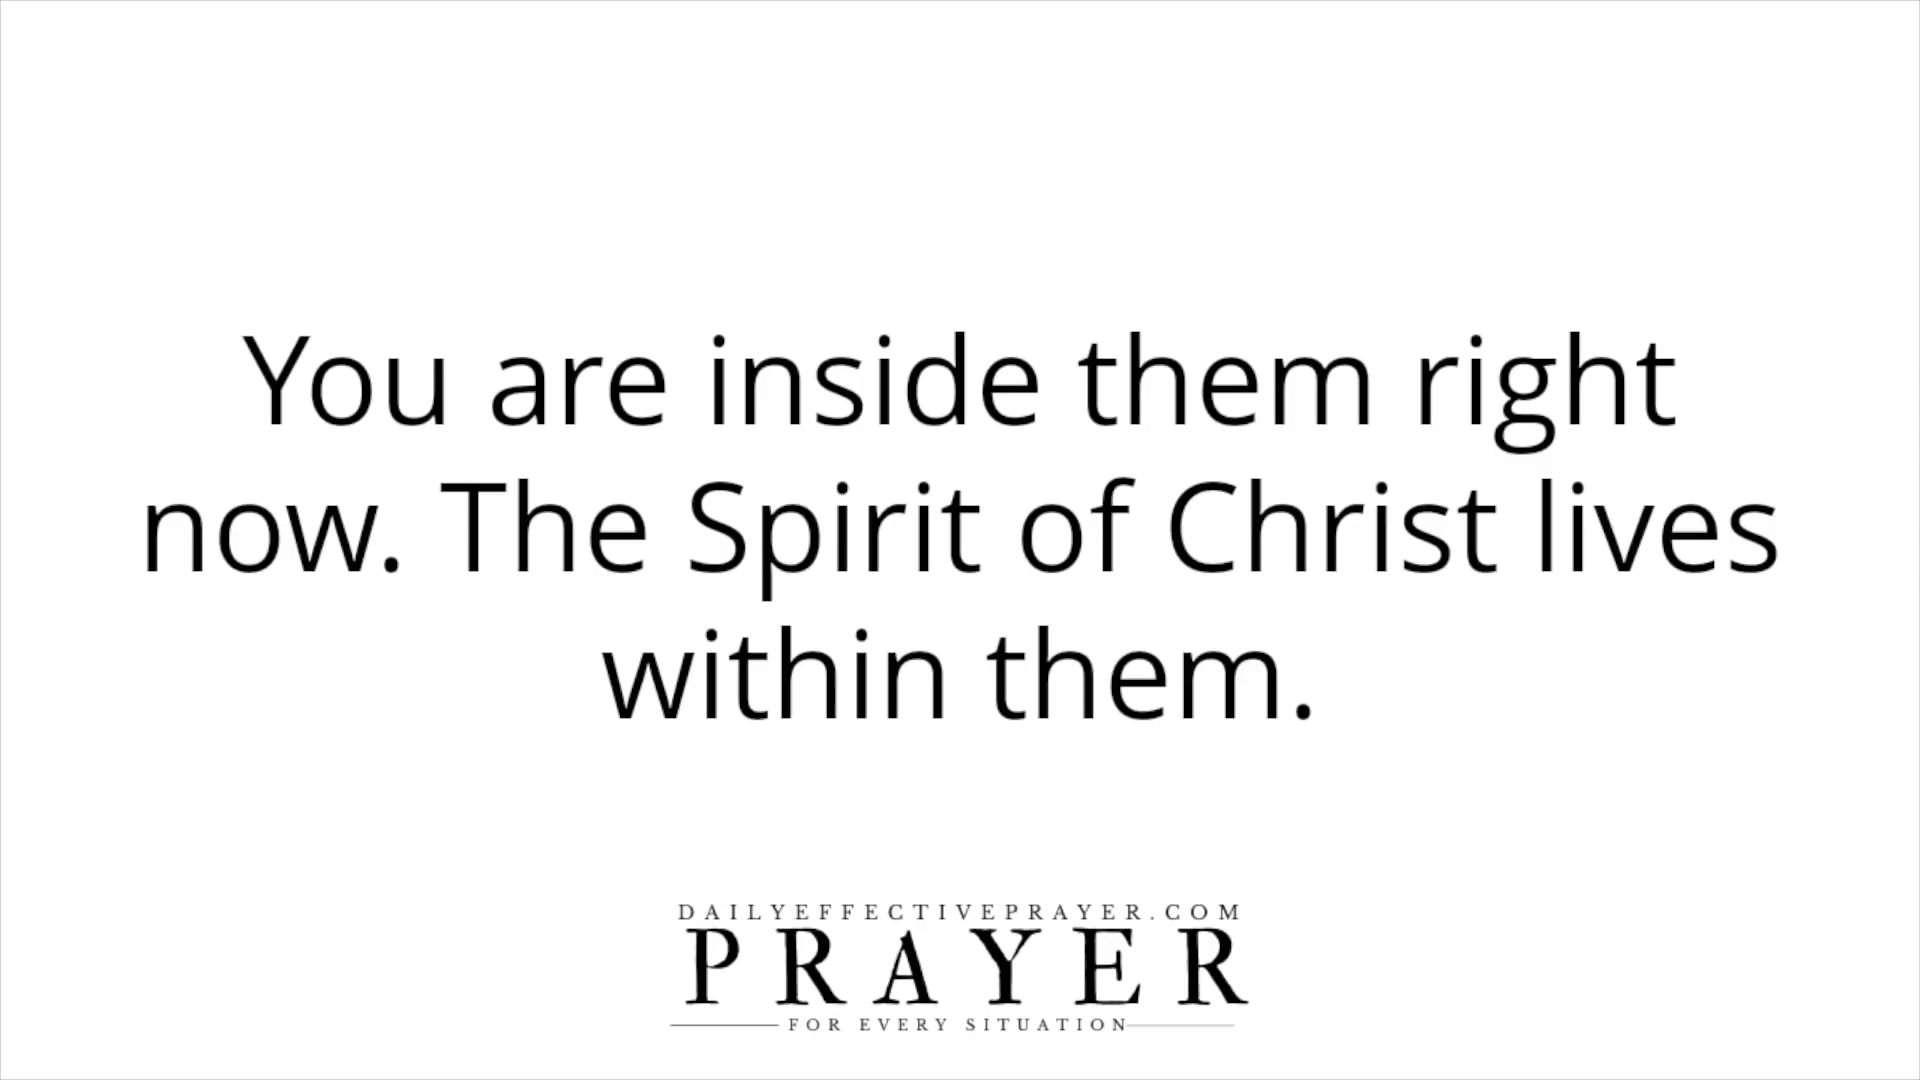 You are inside them right
now. The Spirit of Christ lives
within them.
DAILYEFFECTIVEPRAYER.COM
PRAYER
FOR EVERY SITUATION